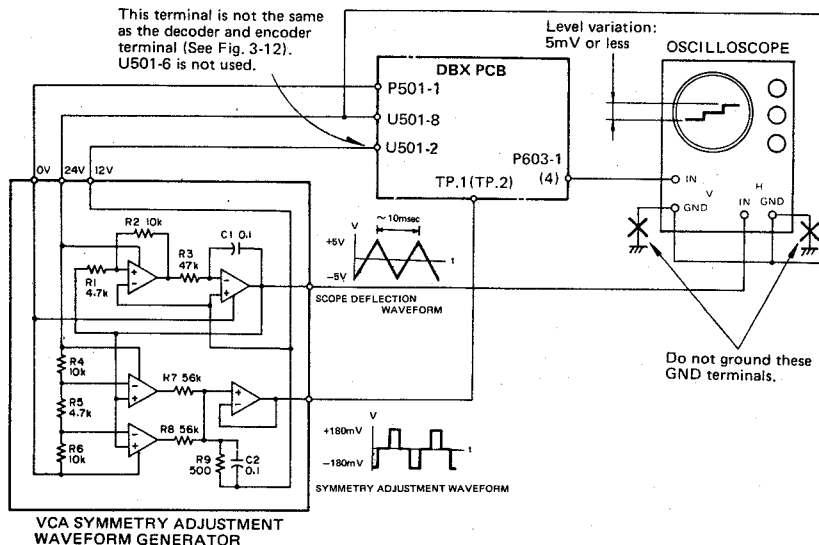 This terminal is not the same
as the decoder and encoder
terminal (See Fig. 3-12).
U501-6 is not used.
Level variation:
5mV or less
OSCILLOSCOPE
DBX PCB
P501-1
U501-8
U501-2
P603-1
(4)
TP.1(TP.2)
IN
V
GND
IN
H
GND
0V
24V
12V
R2 10k
C1 0.1
R3
47k
R1
4.7k
+
−
−
+
V
~10msec
+5V
−5V
t
SCOPE DEFLECTION
WAVEFORM
Do not ground these
GND terminals.
R4
10k
R5
4.7k
R6
10k
R7 56k
R8 56k
R9
500
C2
0.1
−
+
−
+
+
−
V
+180mV
−180mV
t
SYMMETRY ADJUSTMENT WAVEFORM
VCA SYMMETRY ADJUSTMENT
WAVEFORM GENERATOR